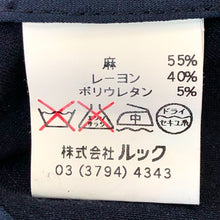 麻 55%
レーヨン 40%
ポリウレタン 5%
中 ドライ
セキユ系
株式会社 ルック
03 (3794) 4343